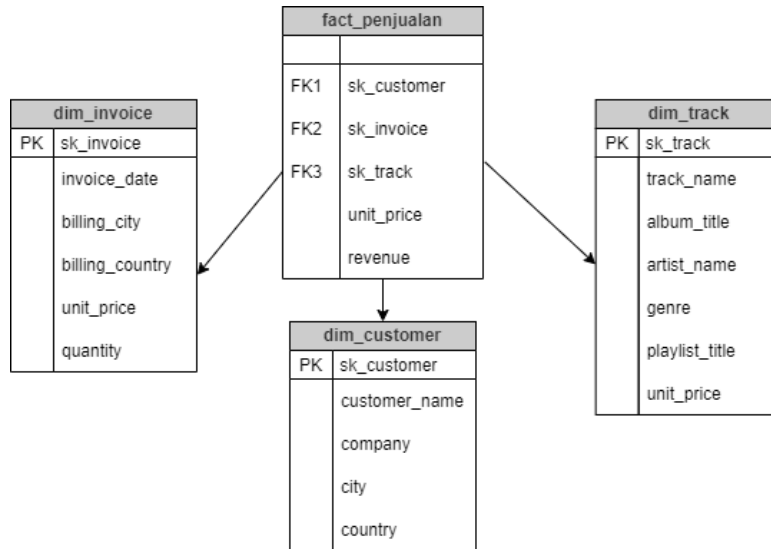 fact_penjualan
FK1 sk_customer
FK2 sk_invoice
FK3 sk_track
unit_price
revenue
dim_invoice
PK sk_invoice
invoice_date
billing_city
billing_country
unit_price
quantity
dim_customer
PK sk_customer
customer_name
company
city
country
dim_track
PK sk_track
track_name
album_title
artist_name
genre
playlist_title
unit_price